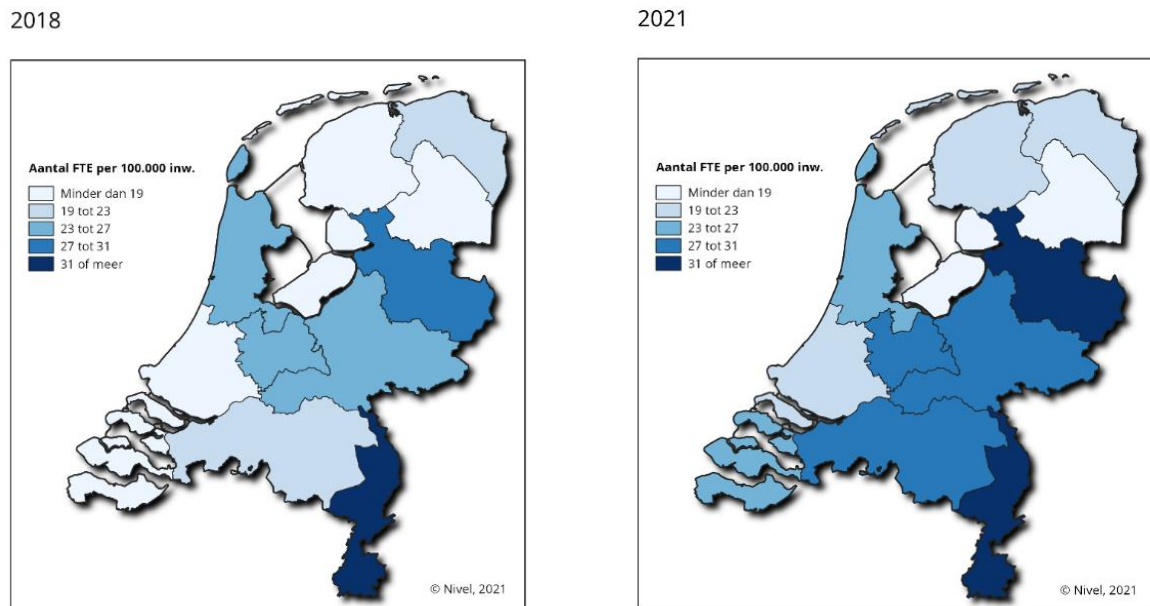 2018
Aantal FTE per 100.000 inw.
Minder dan 19
19 tot 23
23 tot 27
27 tot 31
31 of meer
© Nivel, 2021
2021
Aantal FTE per 100.000 inw.
Minder dan 19
19 tot 23
23 tot 27
27 tot 31
31 of meer
© Nivel, 2021